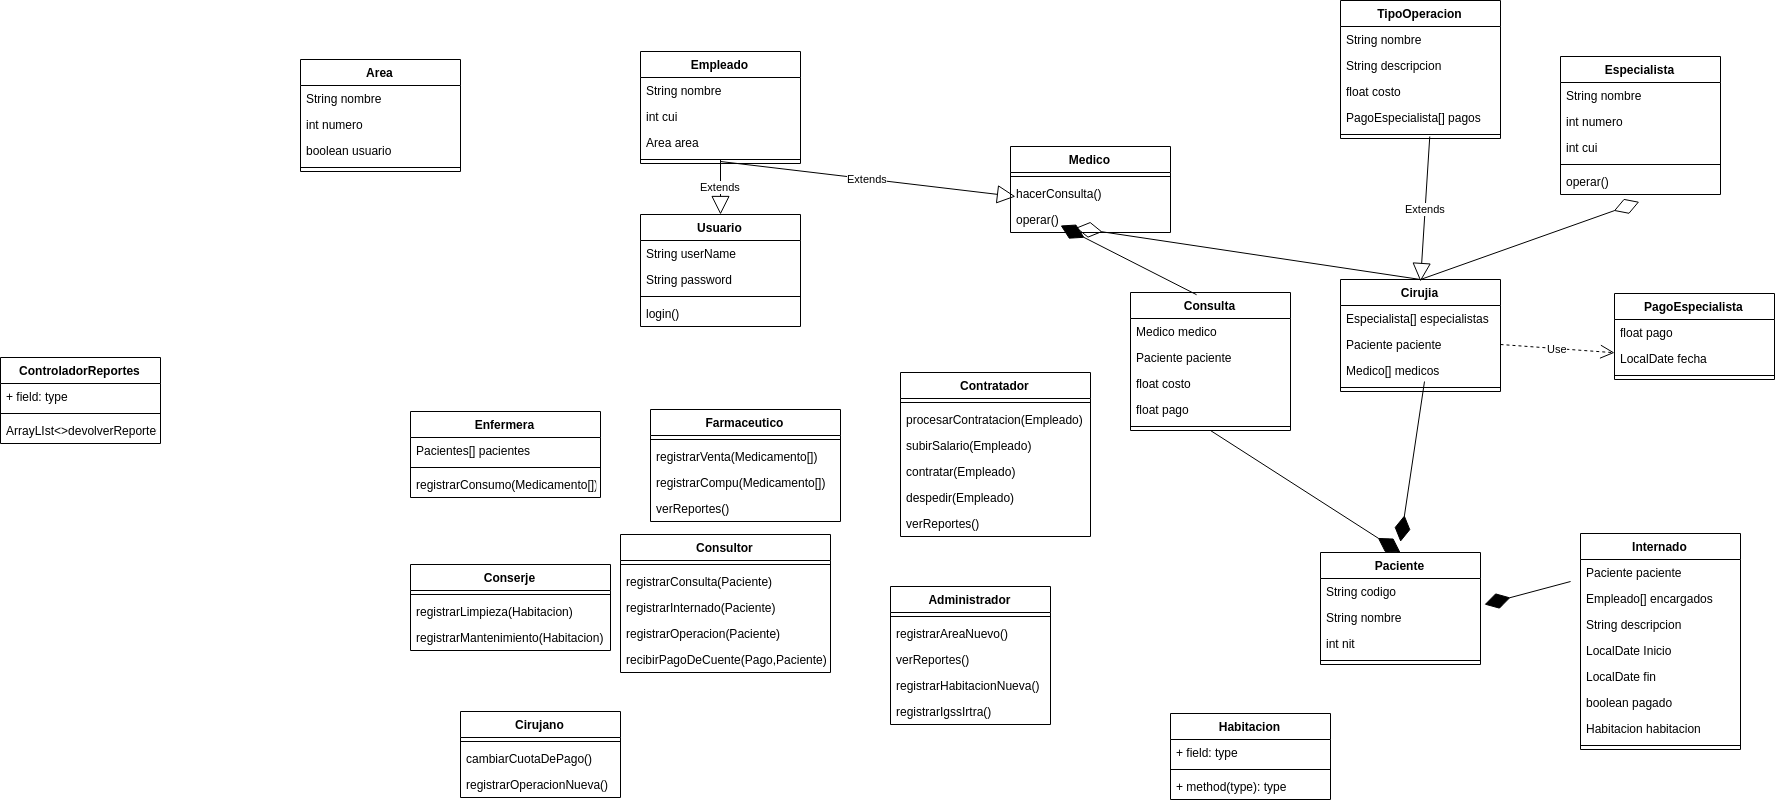 TipoOperacion
String nombre
String descripcion
float costo
PagoEspecialista[] pagos
Especialista
String nombre
int numero
int cui
operar()
Area
String nombre
int numero
boolean usuario
Empleado
String nombre
int cui
Area area
Medico
hacerConsulta()
operar()
Extends
Extends
Extends
Usuario
String userName
String password
login()
Consulta
Medico medico
Paciente paciente
float costo
float pago
Cirujia
Especialista[] especialistas
Paciente paciente
Medico[] medicos
Use
PagoEspecialista
float pago
LocalDate fecha
ControladorReportes
+ field: type
ArrayLIst<>devolverReporte
Enfermera
Pacientes[] pacientes
registrarConsumo(Medicamento[])
Farmaceutico
registrarVenta(Medicamento[])
registrarCompu(Medicamento[])
verReportes()
Contratador
procesarContratacion(Empleado)
subirSalario(Empleado)
contratar(Empleado)
despedir(Empleado)
verReportes()
Conserje
registrarLimpieza(Habitacion)
registrarMantenimiento(Habitacion)
Consultor
registrarConsulta(Paciente)
registrarInternado(Paciente)
registrarOperacion(Paciente)
recibirPagoDeCuente(Pago,Paciente)
Administrador
registrarAreaNuevo()
verReportes()
registrarHabitacionNueva()
registrarIgssIrtra()
Paciente
String codigo
String nombre
int nit
Internado
Paciente paciente
Empleado[] encargados
String descripcion
LocalDate Inicio
LocalDate fin
boolean pagado
Habitacion habitacion
Cirujano
cambiarCuotaDePago()
registrarOperacionNueva()
Habitacion
+ field: type
+ method(type): type